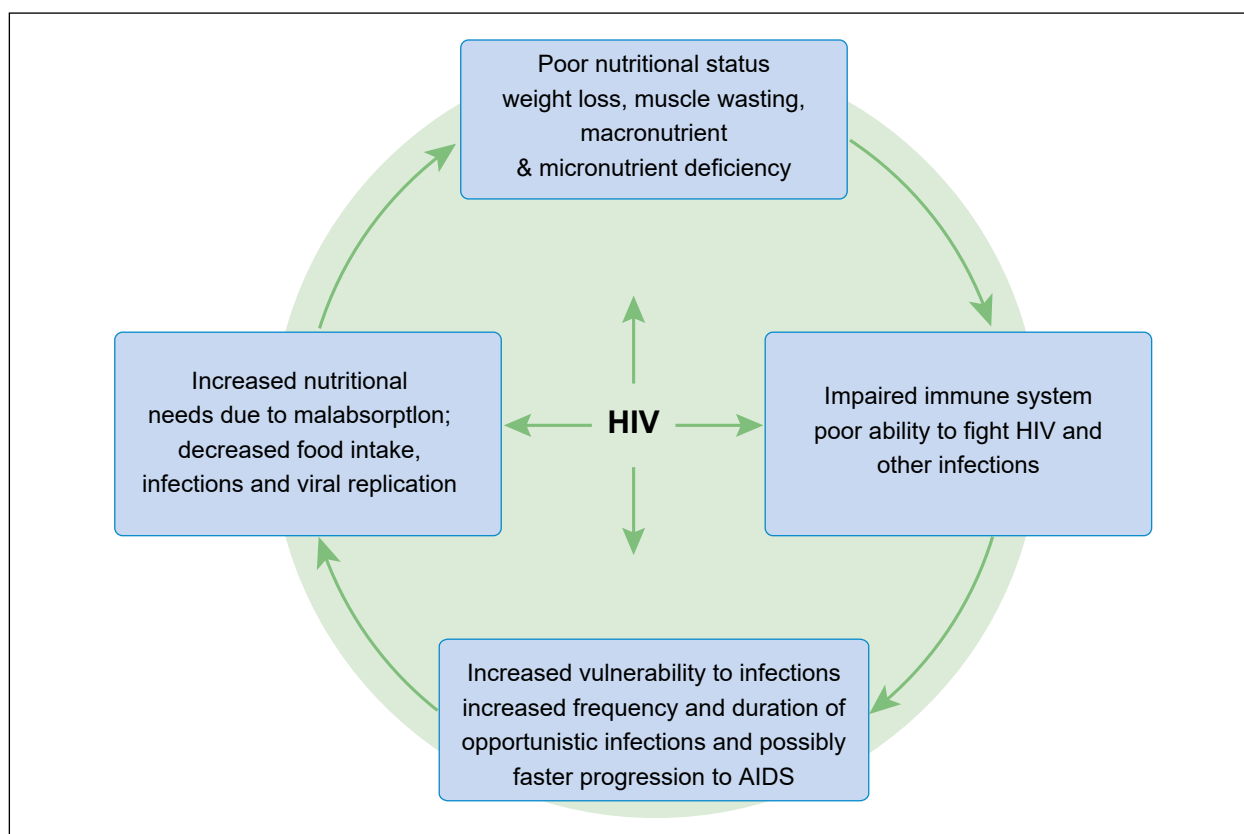 Poor nutritional status
weight loss, muscle wasting,
macronutrient
& micronutrient deficiency
Increased nutritional
needs due to malabsorptlon;
decreased food intake,
infections and viral replication
HIV
Impaired immune system
poor ability to fight HIV and
other infections
Increased vulnerability to infections
increased frequency and duration of
opportunistic infections and possibly
faster progression to AIDS